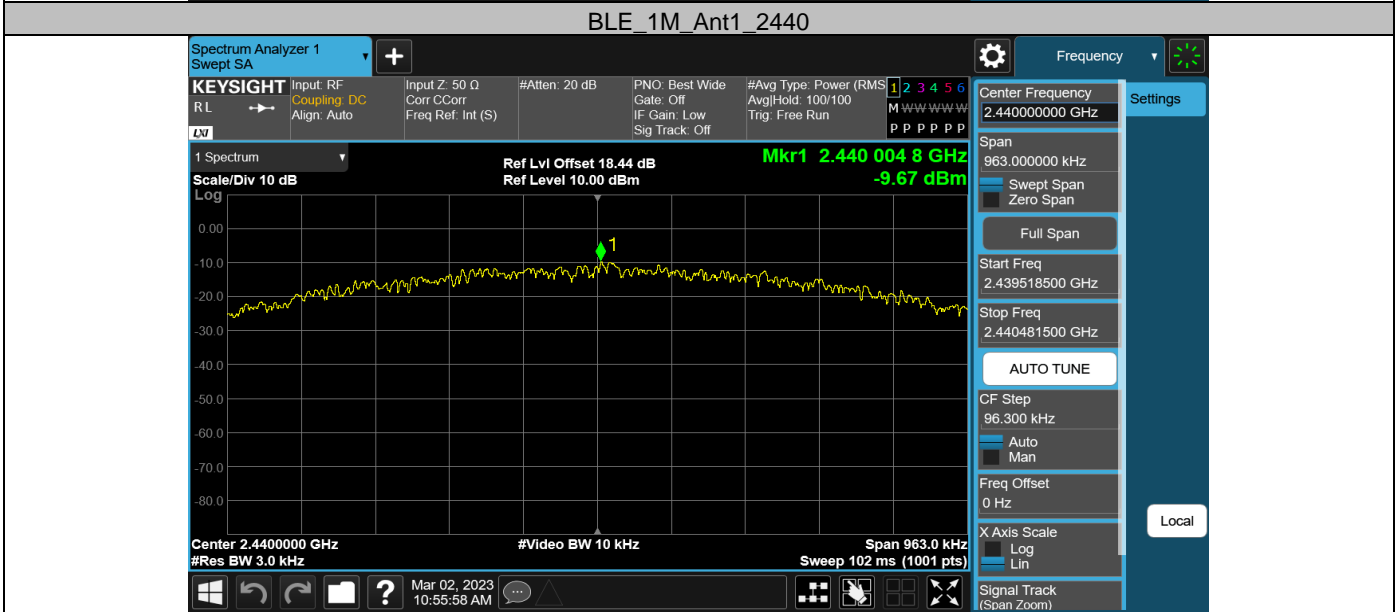 BLE_1M_Ant1_2440
Spectrum Analyzer 1
Swept SA
+
Frequency
KEYSIGHT
RL
LXI
Input: RF
Coupling: DC
Align: Auto
Input Z: 50 Ω
Corr CCorr
Freq Ref: Int (S)
#Atten: 20 dB
PNO: Best Wide
Gate: Off
IF Gain: Low
Sig Track: Off
#Avg Type: Power (RMS
Avg|Hold: 100/100
Trig: Free Run
1 2 3 4 5 6
M W W W W W
P P P P P P
1 Spectrum
Scale/Div 10 dB
Log
Ref Lvl Offset 18.44 dB
Ref Level 10.00 dBm
Mkr1 2.440 004 8 GHz
-9.67 dBm
1
0.00
-10.0
-20.0
-30.0
-40.0
-50.0
-60.0
-70.0
-80.0
Center 2.4400000 GHz
#Res BW 3.0 kHz
#Video BW 10 kHz
Span 963.0 kHz
Sweep 102 ms (1001 pts)
Center Frequency
2.440000000 GHz
Settings
Span
963.000000 kHz
Swept Span
Zero Span
Full Span
Start Freq
2.439518500 GHz
Stop Freq
2.440481500 GHz
AUTO TUNE
CF Step
96.300 kHz
Auto
Man
Freq Offset
0 Hz
X Axis Scale
Log
Lin
Local
Signal Track
(Span Zoom)
?
Mar 02, 2023
10:55:58 AM